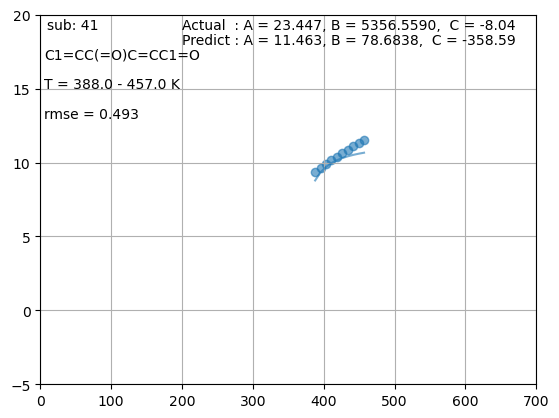 20
sub: 41
Actual : A = 23.447, B = 5356.5590, C = -8.04
Predict : A = 11.463, B = 78.6838, C = -358.59
C1=CC(=O)C=CC1=O
T = 388.0 - 457.0 K
15
rmse = 0.493
10
5
0
−5
0 100 200 300 400 500 600 700